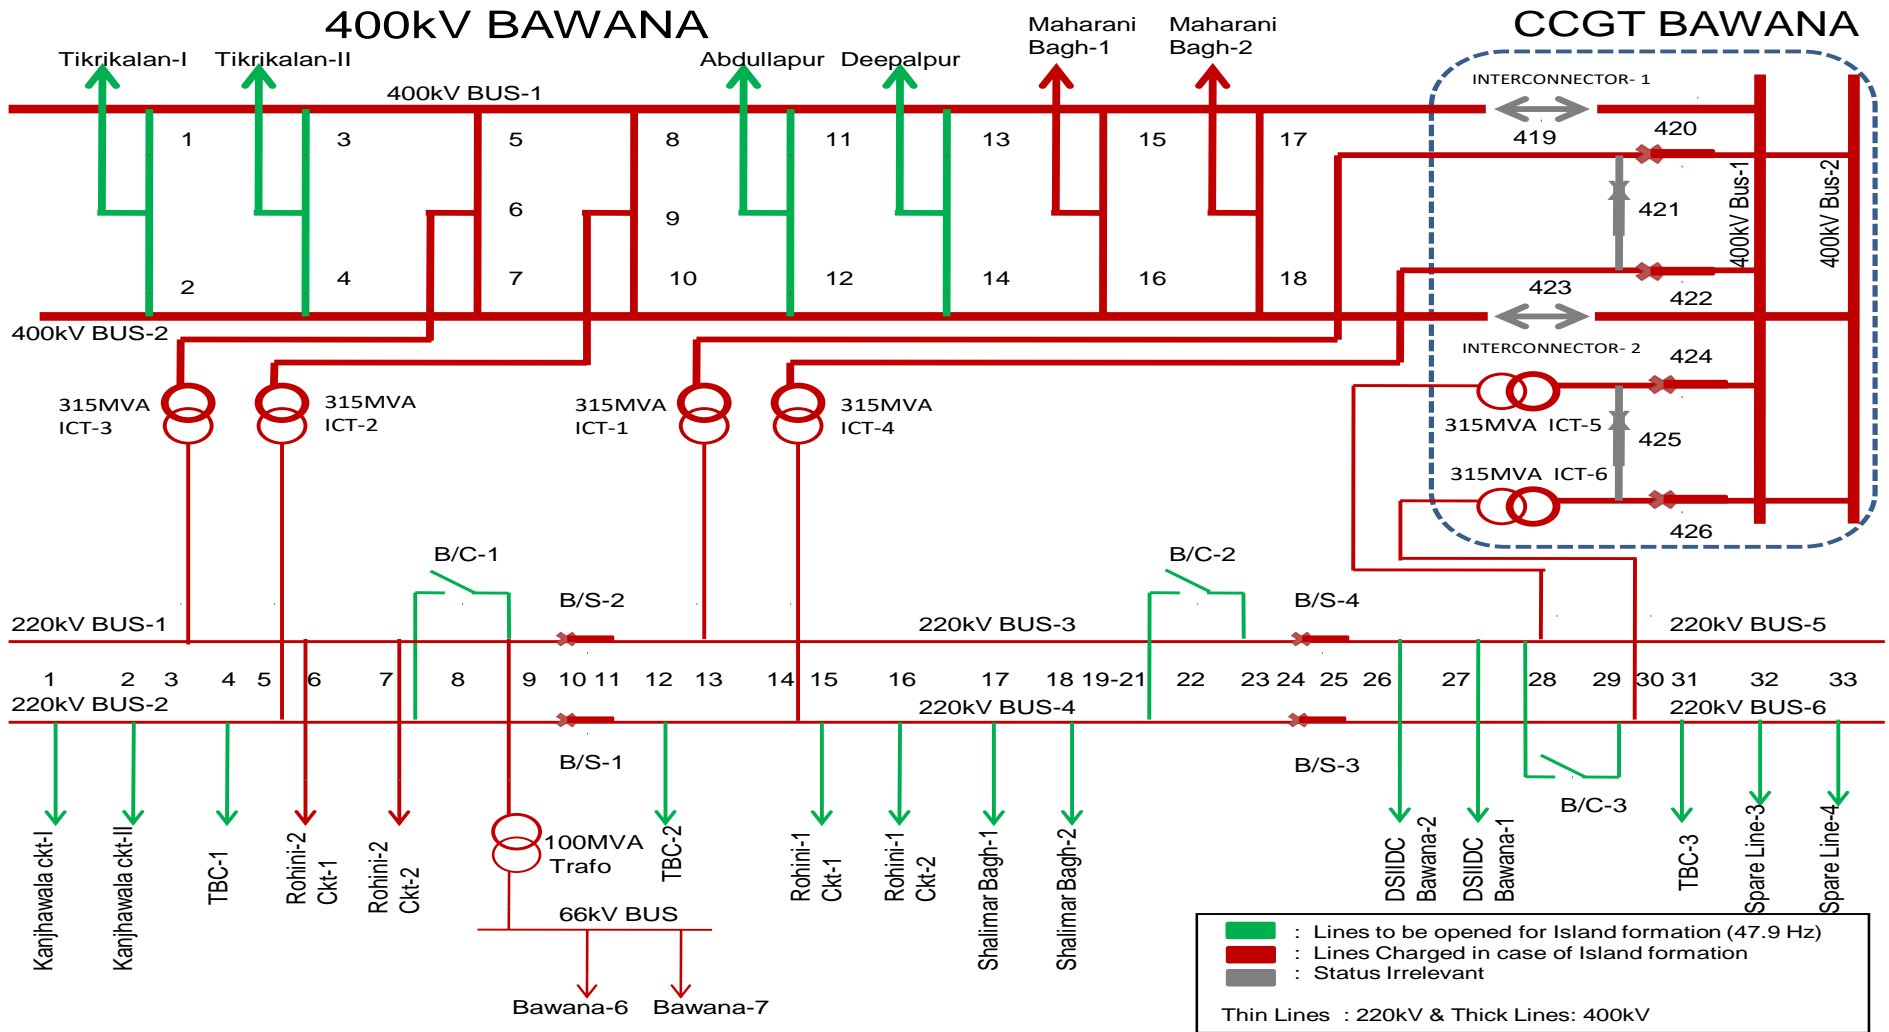 400kV BAWANA
CCGT BAWANA
Tikrikalan-I
Tikrikalan-II
Abdullapur
Deepalpur
Maharani
Bagh-1
Maharani
Bagh-2
INTERCONNECTOR- 1
400kV BUS-1
1
3
5
8
11
13
15
17
419
420
6
9
421
400kV Bus-1
400kV Bus-2
2
4
7
10
12
14
16
18
423
422
400kV BUS-2
INTERCONNECTOR- 2
424
315MVA
ICT-3
315MVA
ICT-2
315MVA
ICT-1
315MVA
ICT-4
315MVA ICT-5
425
315MVA ICT-6
426
B/C-1
B/C-2
B/S-2
B/S-4
220kV BUS-1
220kV BUS-3
220kV BUS-5
1
2
3
4
5
6
7
8
9
10
11
12
13
14
15
16
17
18
19-21
22
23
24
25
26
27
28
29
30
31
32
33
220kV BUS-2
220kV BUS-4
220kV BUS-6
B/S-1
B/S-3
B/C-3
Kanjhawala ckt-I
Kanjhawala ckt-II
TBC-1
Rohini-2
Ckt-1
Rohini-2
Ckt-2
100MVA
Trafo
TBC-2
Rohini-1
Ckt-1
Rohini-1
Ckt-2
Shalimar Bagh-1
Shalimar Bagh-2
DSIIDC
Bawana-2
DSIIDC
Bawana-1
TBC-3
Spare Line-3
Spare Line-4
66kV BUS
Bawana-6
Bawana-7
: Lines to be opened for Island formation (47.9 Hz)
: Lines Charged in case of Island formation
: Status Irrelevant
Thin Lines : 220kV & Thick Lines: 400kV